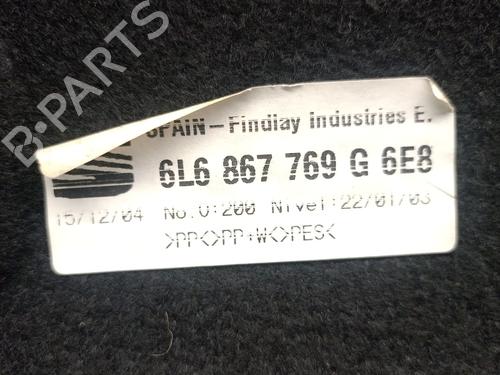 B-PARTS
SPAIN - Findlay industries E.
6L6 867 769 G 6E8
15/12/04 No.U:200 Nivel:22/01/03
>PP<>PP+W<>PES<